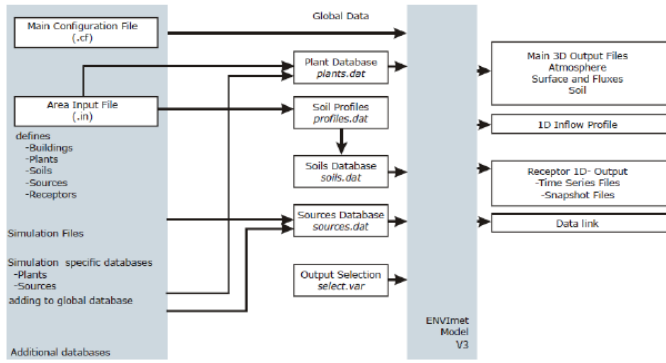 Global Data
Main Configuration File
(.cf)
Area Input File
(.in)
defines
-Buildings
-Plants
-Soils
-Sources
-Receptors
Simulation Files
Simulation specific databases
-Plants
-Sources
adding to global database
Additional databases
Plant Database
plants.dat
Soil Profiles
profiles.dat
Soils Database
soils.dat
Sources Database
sources.dat
Output Selection
select.var
ENVImet
Model
V3
Main 3D Output Files
Atmosphere
Surface and Fluxes
Soil
1D Inflow Profile
Receptor 1D- Output
-Time Series Files
-Snapshot Files
Data link